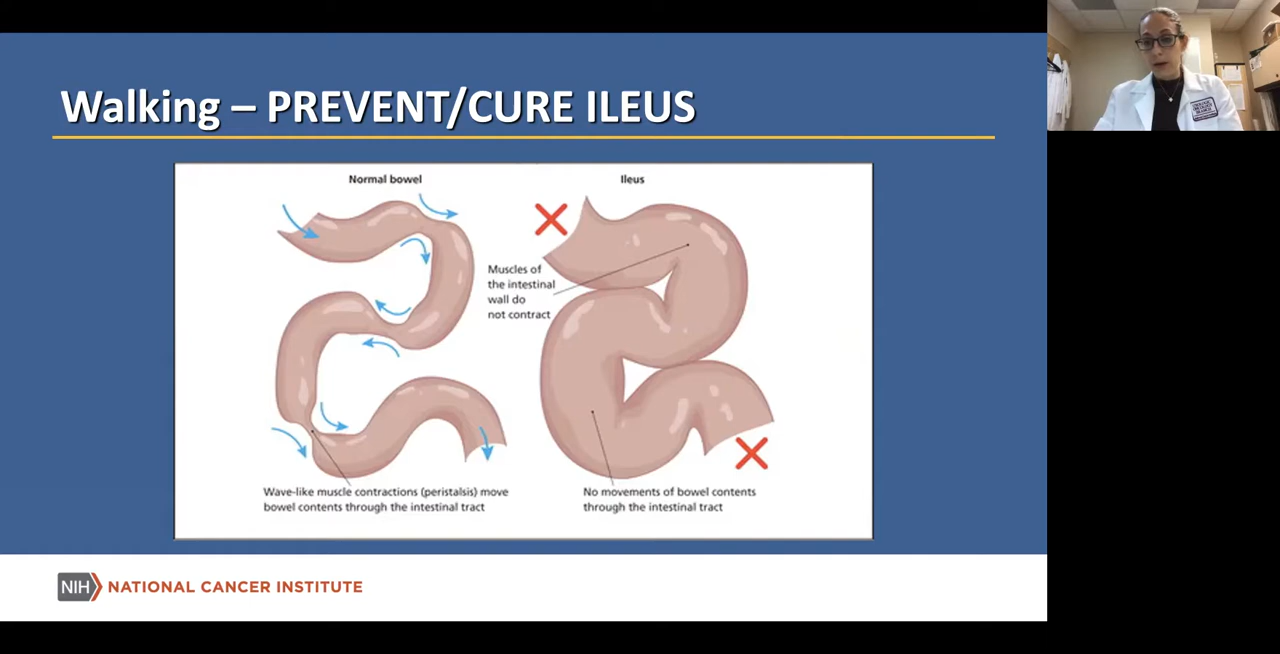 Walking – PREVENT/CURE ILEUS
Normal bowel
Ileus
Muscles of
the intestinal
wall do
not contract
Wave-like muscle contractions (peristalsis) move
bowel contents through the intestinal tract
No movements of bowel contents
through the intestinal tract
NIH NATIONAL CANCER INSTITUTE